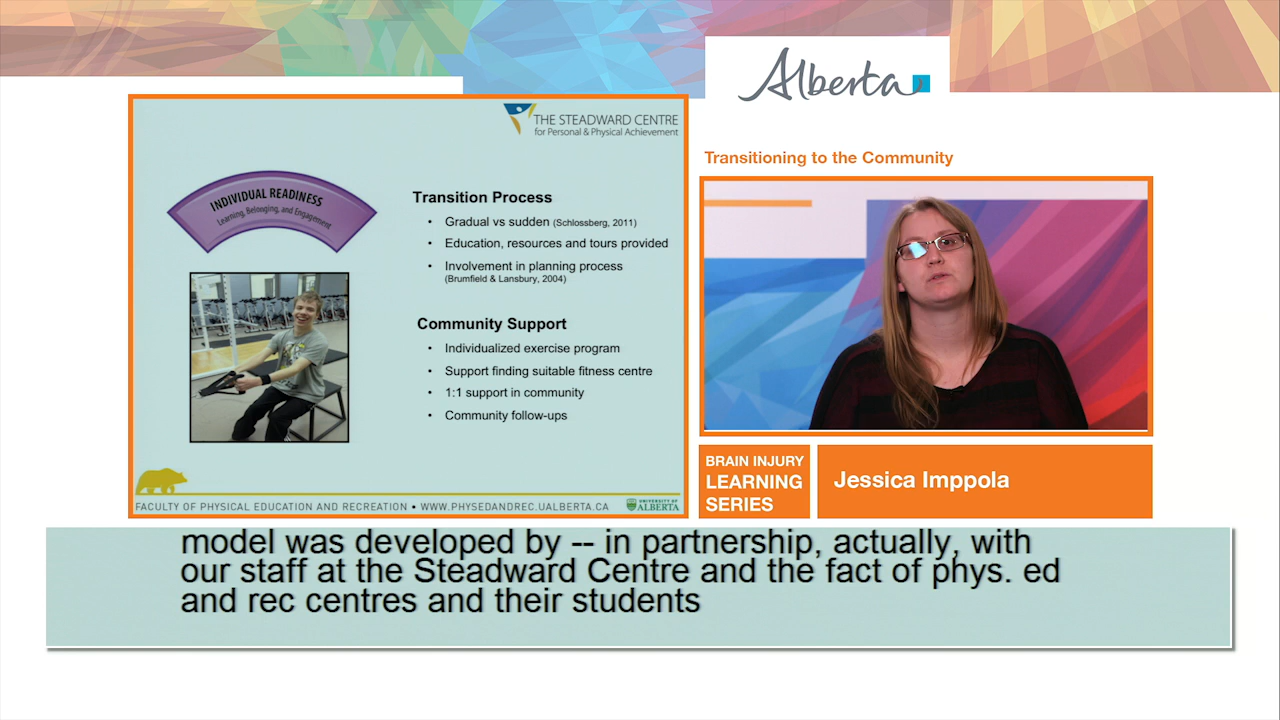 Alberta
THE STEADWARD CENTRE
for Personal & Physical Achievement
INDIVIDUAL READINESS
Learning, Belonging, and Engagement
Transition Process
• Gradual vs sudden (Schlossberg, 2011)
• Education, resources and tours provided
• Involvement in planning process
(Brumfield & Lansbury, 2004)
Community Support
• Individualized exercise program
• Support finding suitable fitness centre
• 1:1 support in community
• Community follow-ups
FACULTY OF PHYSICAL EDUCATION AND RECREATION • WWW.PHYSEDANDREC.UALBERTA.CA
UNIVERSITY OF
ALBERTA
Transitioning to the Community
BRAIN INJURY
LEARNING
SERIES
Jessica Imppola
model was developed by -- in partnership, actually, with
our staff at the Steadward Centre and the fact of phys. ed
and rec centres and their students